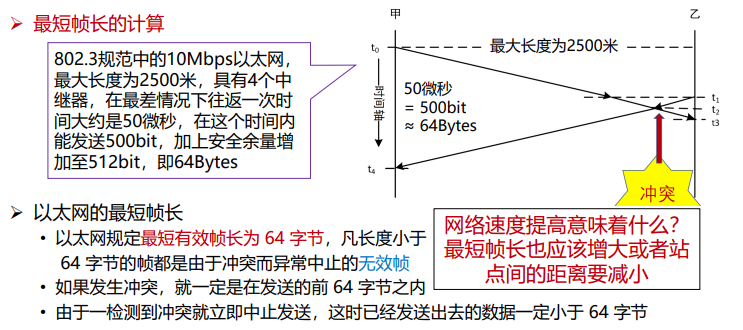 ➢ 最短帧长的计算
802.3规范中的10Mbps以太网，
最大长度为2500米，具有4个中
继器，在最差情况下往返一次时
间大约是50微秒，在这个时间内
能发送500bit，加上安全余量增
加至512bit，即64Bytes
甲
乙
t0
最大长度为2500米
时间轴
50微秒
= 500bit
≈ 64Bytes
t1
t2
t3
t4
冲突
➢ 以太网的最短帧长
• 以太网规定最短有效帧长为 64 字节，凡长度小于
64 字节的帧都是由于冲突而异常中止的无效帧
• 如果发生冲突，就一定是在发送的前 64 字节之内
• 由于一检测到冲突就立即中止发送，这时已经发送出去的数据一定小于 64 字节
网络速度提高意味着什么？
最短帧长也应该增大或者站
点间的距离要减小